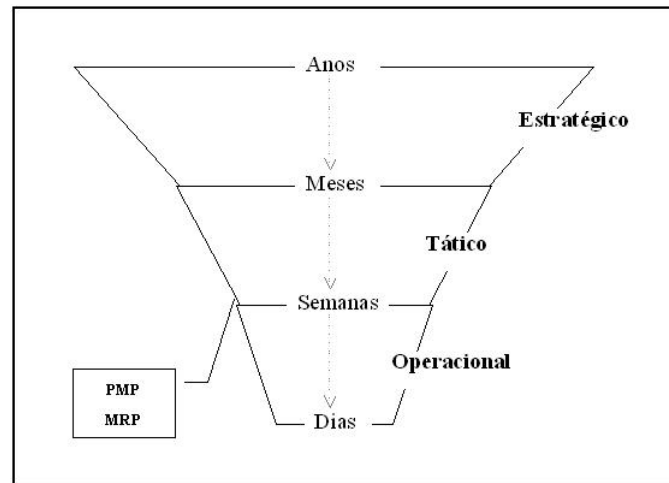 Anos
Estratégico
Meses
Tático
Semanas
Operacional
PMP
MRP
Dias